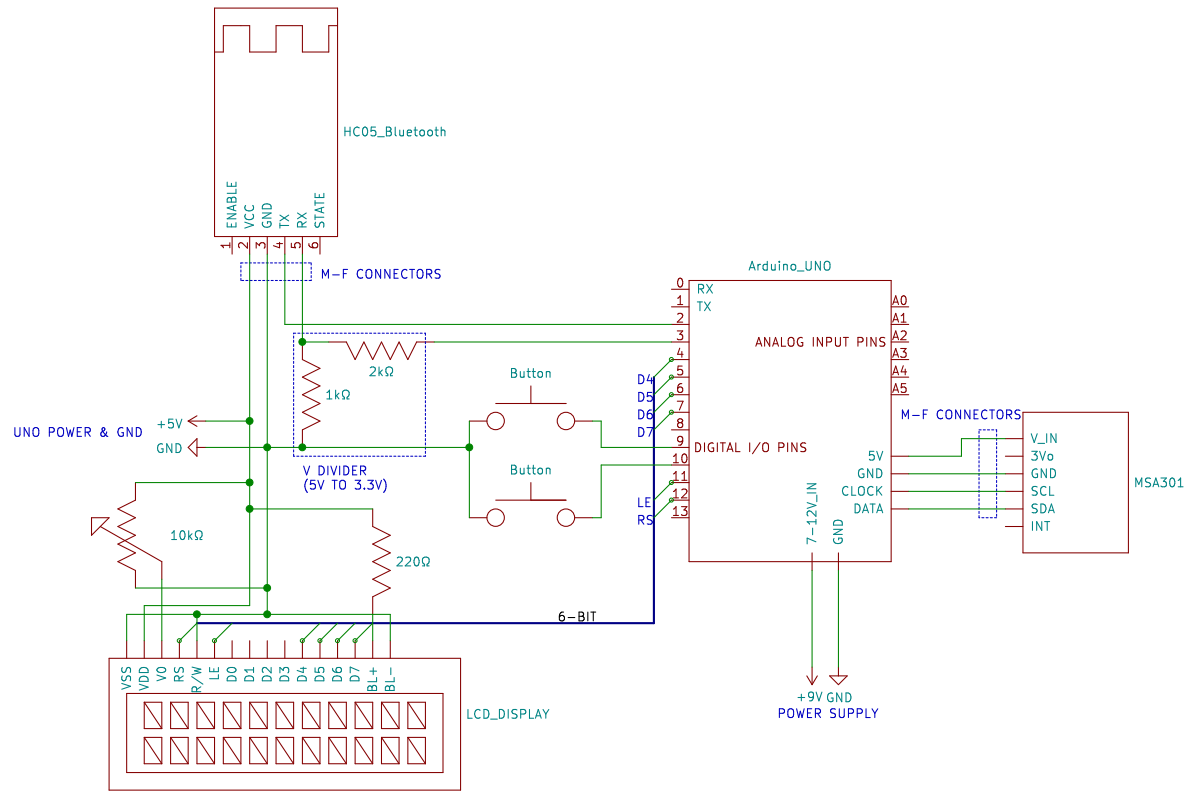 HC05_Bluetooth
ENABLE
VCC
GND
TX
RX
STATE
1
2
3
4
5
6
M-F CONNECTORS
Arduino_UNO
0
1
2
3
4
5
6
7
8
9
10
11
12
13
RX
TX
A0
A1
A2
A3
A4
A5
ANALOG INPUT PINS
DIGITAL I/O PINS
2kΩ
1kΩ
Button
D4
D5
D6
D7
+5V
GND
UNO POWER & GND
V DIVIDER
(5V TO 3.3V)
Button
LE
RS
M-F CONNECTORS
5V
GND
CLOCK
DATA
V_IN
3Vo
GND
SCL
SDA
INT
MSA301
7-12V_IN
GND
10kΩ
220Ω
6-BIT
+9V
GND
POWER SUPPLY
VSS
VDD
V0
RS
R/W
LE
D0
D1
D2
D3
D4
D5
D6
D7
BL+
BL-
LCD_DISPLAY